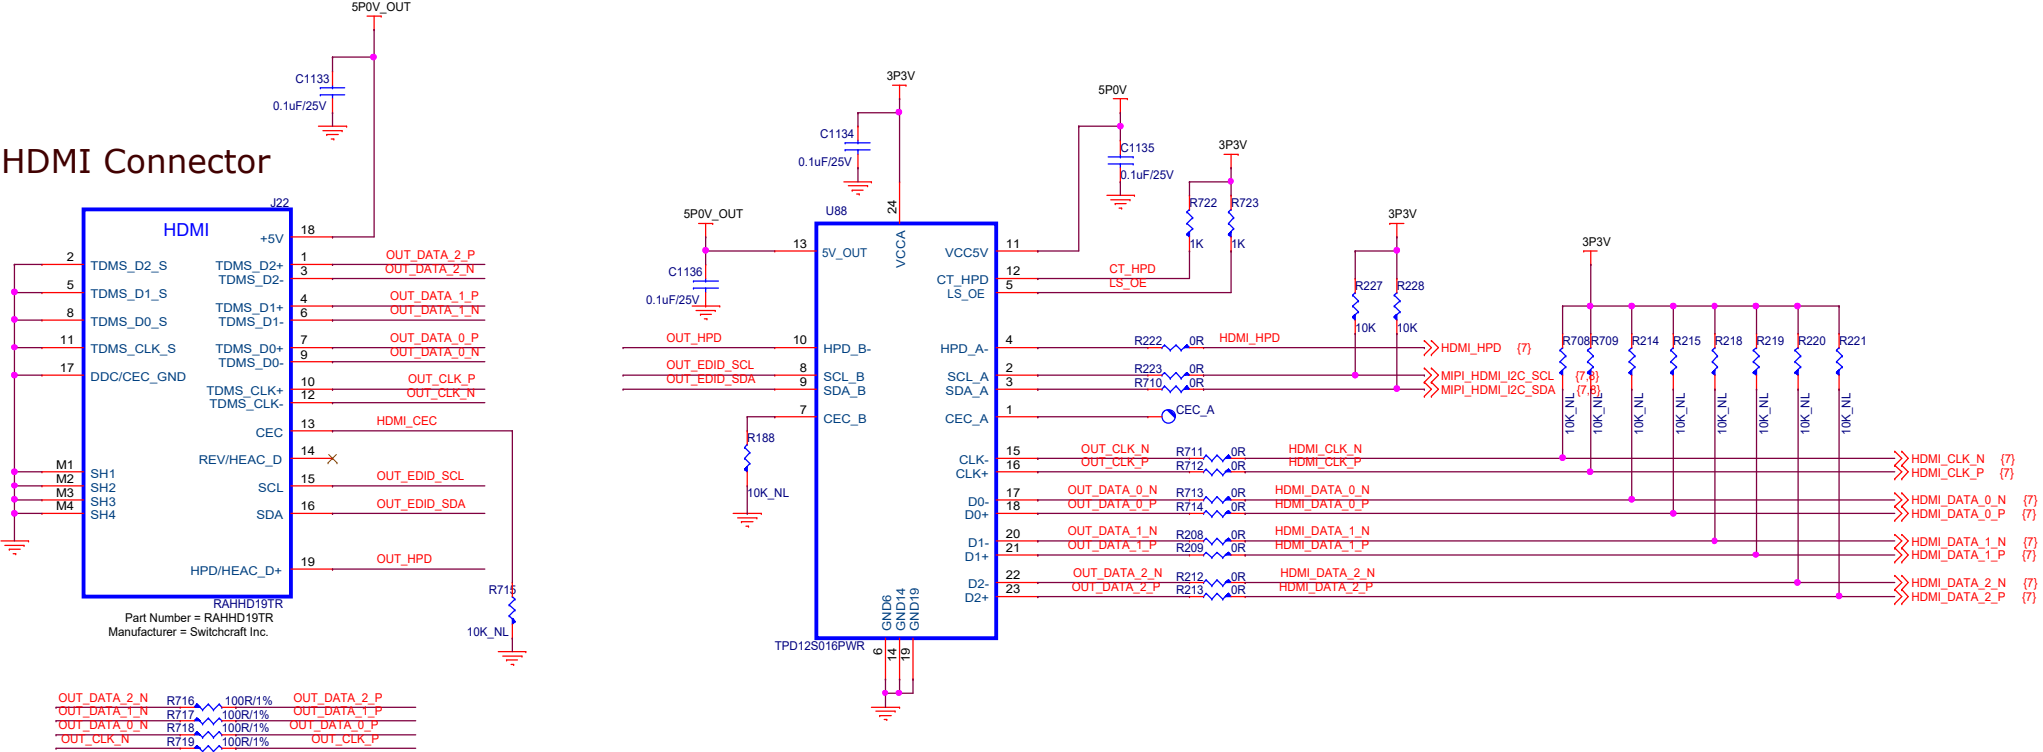 5P0V_OUT
C1133
0.1uF/25V
HDMI Connector
J22
HDMI
+5V 18
2 TDMS_D2_S TDMS_D2+ 1 OUT_DATA_2_P
TDMS_D2- 3 OUT_DATA_2_N
5 TDMS_D1_S TDMS_D1+ 4 OUT_DATA_1_P
8 TDMS_D0_S TDMS_D1- 6 OUT_DATA_1_N
11 TDMS_CLK_S TDMS_D0+ 7 OUT_DATA_0_P
TDMS_D0- 9 OUT_DATA_0_N
17 DDC/CEC_GND TDMS_CLK+ 10 OUT_CLK_P
TDMS_CLK- 12 OUT_CLK_N
CEC 13 HDMI_CEC
REV/HEAC_D 14
M1 SH1
M2 SH2 SCL 15 OUT_EDID_SCL
M3 SH3
M4 SH4 SDA 16 OUT_EDID_SDA
HPD/HEAC_D+ 19 OUT_HPD
RAHHD19TR
Part Number = RAHHD19TR
Manufacturer = Switchcraft Inc.
R715
10K_NL
OUT_DATA_2_N R716 100R/1% OUT_DATA_2_P
OUT_DATA_1_N R717 100R/1% OUT_DATA_1_P
OUT_DATA_0_N R718 100R/1% OUT_DATA_0_P
OUT_CLK_N R719 100R/1% OUT_CLK_P
3P3V
C1134
0.1uF/25V
5P0V
C1135
0.1uF/25V
3P3V
R722 R723
1K 1K
5P0V_OUT
C1136
0.1uF/25V
U88
24
VCCA
13 5V_OUT VCC5V 11
CT_HPD 12 CT_HPD
LS_OE 5 LS_OE
OUT_HPD 10 HPD_B- HPD_A- 4 R222 0R HDMI_HPD HDMI_HPD {7}
OUT_EDID_SCL 8 SCL_B SCL_A 2 R223 0R MIPI_HDMI_I2C_SCL {7,8}
OUT_EDID_SDA 9 SDA_B SDA_A 3 R710 0R MIPI_HDMI_I2C_SDA {7,8}
7 CEC_B CEC_A 1 CEC_A
R188
10K_NL
CLK- 15 OUT_CLK_N R711 0R HDMI_CLK_N HDMI_CLK_N {7}
CLK+ 16 OUT_CLK_P R712 0R HDMI_CLK_P HDMI_CLK_P {7}
D0- 17 OUT_DATA_0_N R713 0R HDMI_DATA_0_N HDMI_DATA_0_N {7}
D0+ 18 OUT_DATA_0_P R714 0R HDMI_DATA_0_P HDMI_DATA_0_P {7}
D1- 20 OUT_DATA_1_N R208 0R HDMI_DATA_1_N HDMI_DATA_1_N {7}
D1+ 21 OUT_DATA_1_P R209 0R HDMI_DATA_1_P HDMI_DATA_1_P {7}
D2- 22 OUT_DATA_2_N R212 0R HDMI_DATA_2_N HDMI_DATA_2_N {7}
D2+ 23 OUT_DATA_2_P R213 0R HDMI_DATA_2_P HDMI_DATA_2_P {7}
GND6 GND14 GND19
6 14 19
TPD12S016PWR
3P3V
R227 R228
10K 10K
3P3V
R708 R709 R214 R215 R218 R219 R220 R221
10K_NL 10K_NL 10K_NL 10K_NL 10K_NL 10K_NL 10K_NL 10K_NL